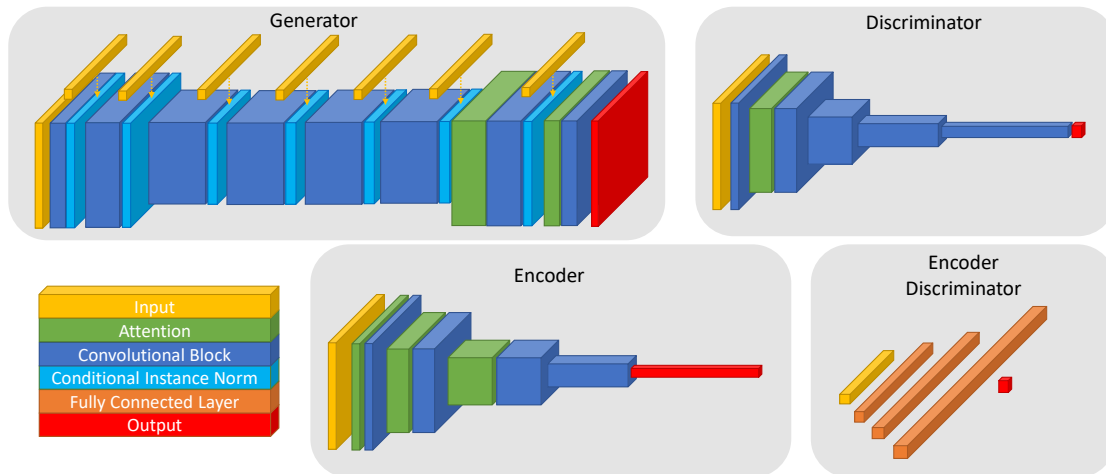 Generator
Discriminator
Encoder
Encoder
Discriminator
Input
Attention
Convolutional Block
Conditional Instance Norm
Fully Connected Layer
Output